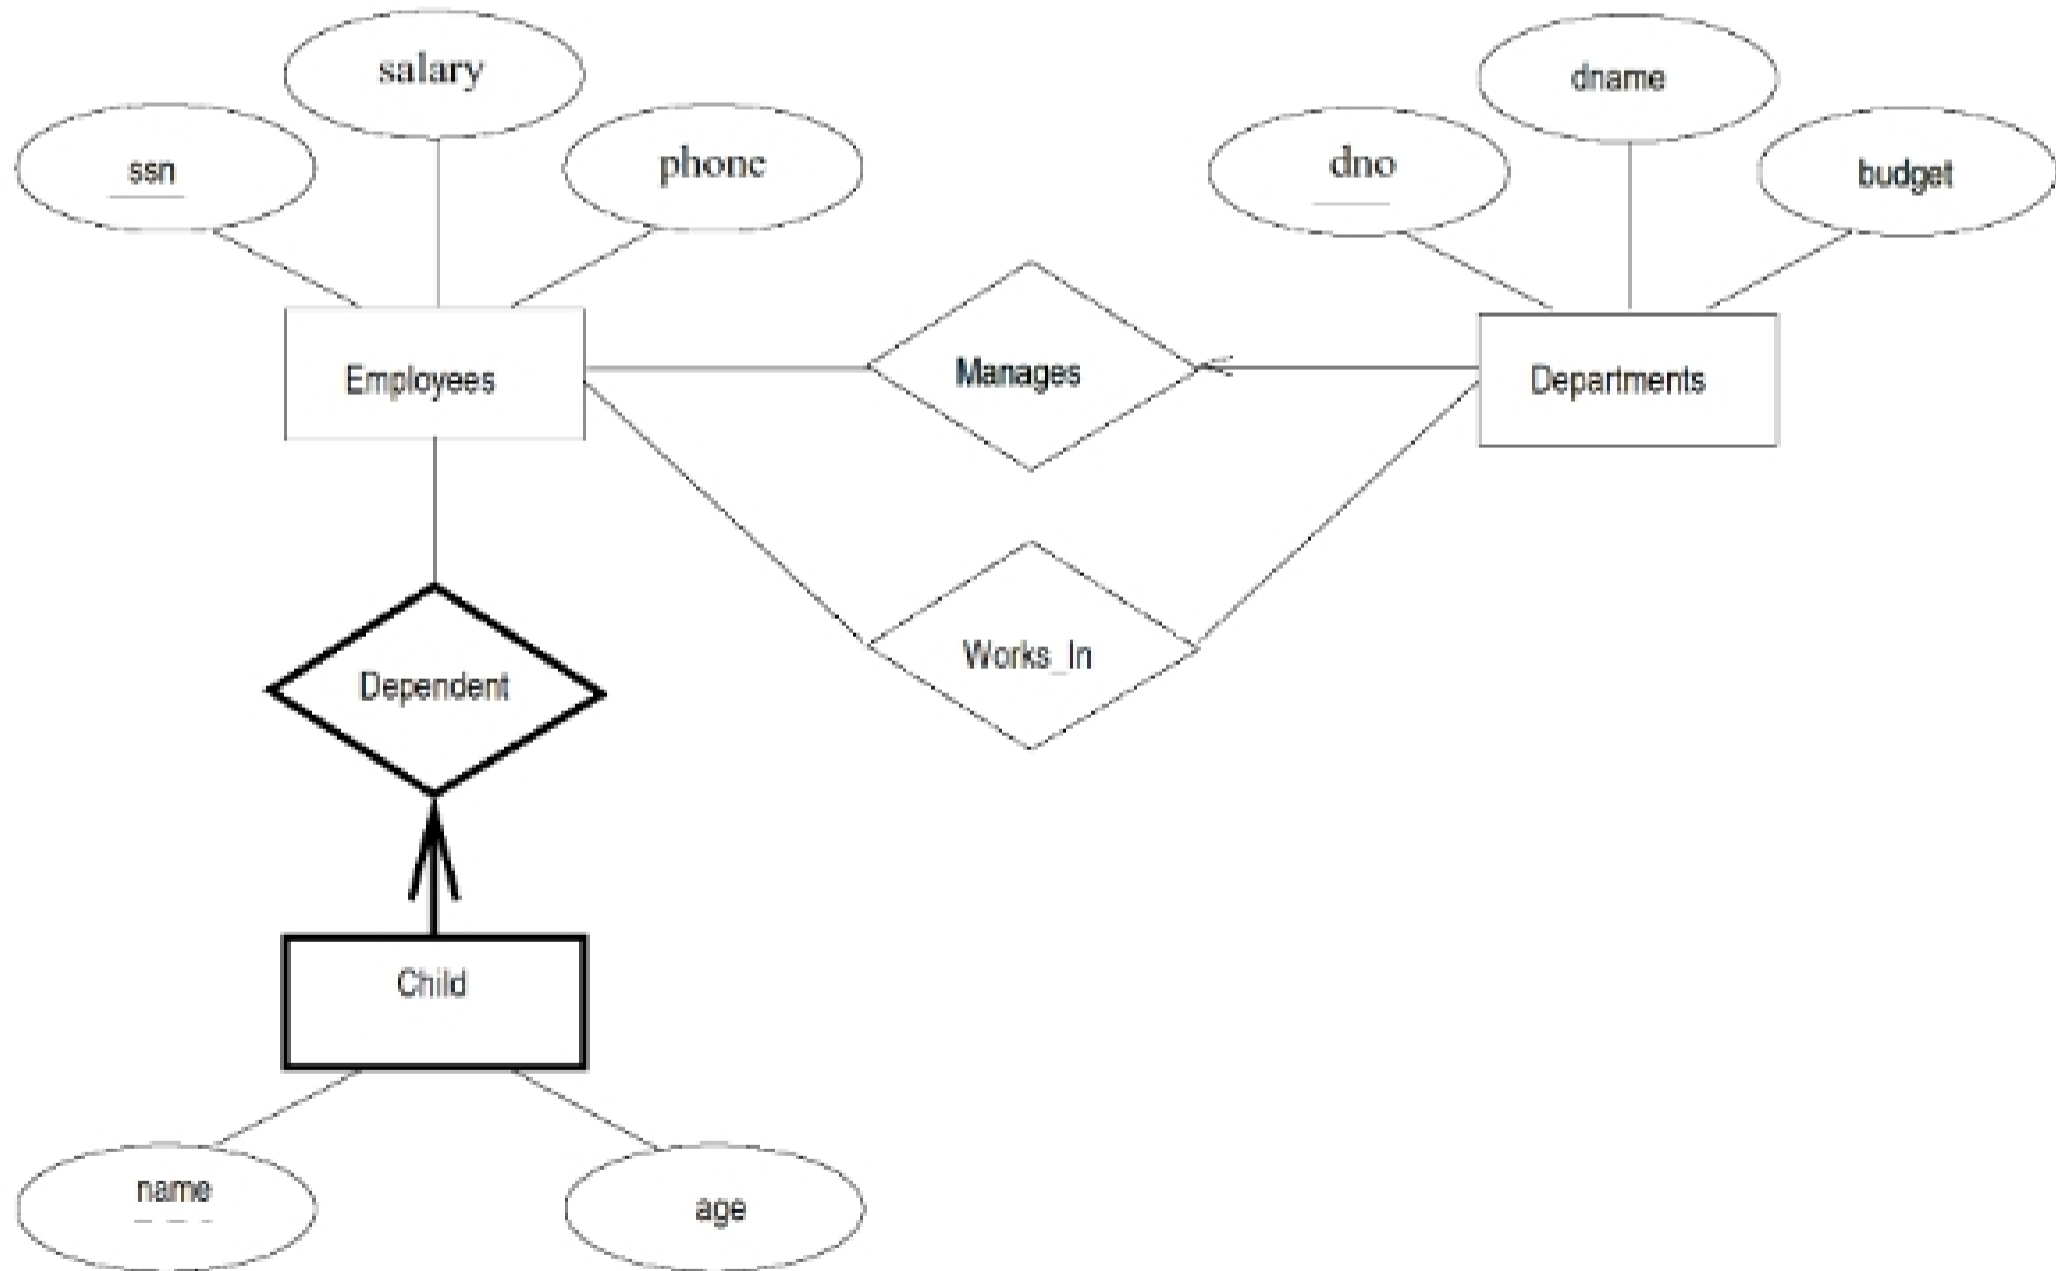 salary
dname
ssn
phone
dno
budget
Employees
Manages
Departments
Works_In
Dependent
Child
name
age